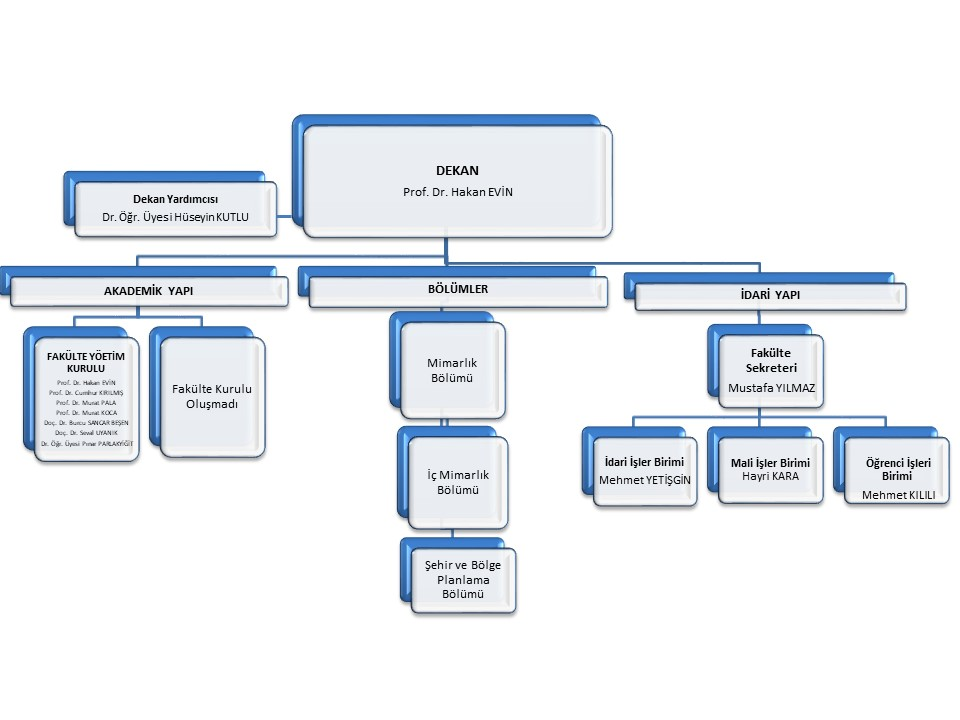 DEKAN
Prof. Dr. Hakan EVİN
Dekan Yardımcısı
Dr. Öğr. Üyesi Hüseyin KUTLU
AKADEMİK YAPI
BÖLÜMLER
İDARİ YAPI
FAKÜLTE YÖETİM
KURULU
Prof. Dr. Hakan EVİN
Prof. Dr. Cumhur KIRILMIŞ
Prof. Dr. Murat PALA
Prof. Dr. Murat KOCA
Doç. Dr. Burcu SANCAR BEŞEN
Doç. Dr. Seval UYANIK
Dr. Öğr. Üyesi Pınar PARLAKYİĞİT
Fakülte Kurulu
Oluşmadı
Mimarlık
Bölümü
İç Mimarlık
Bölümü
Şehir ve Bölge
Planlama
Bölümü
Fakülte
Sekreteri
Mustafa YILMAZ
İdari İşler Birimi
Mehmet YETİŞGİN
Mali İşler Birimi
Hayri KARA
Öğrenci İşleri
Birimi
Mehmet KILILI